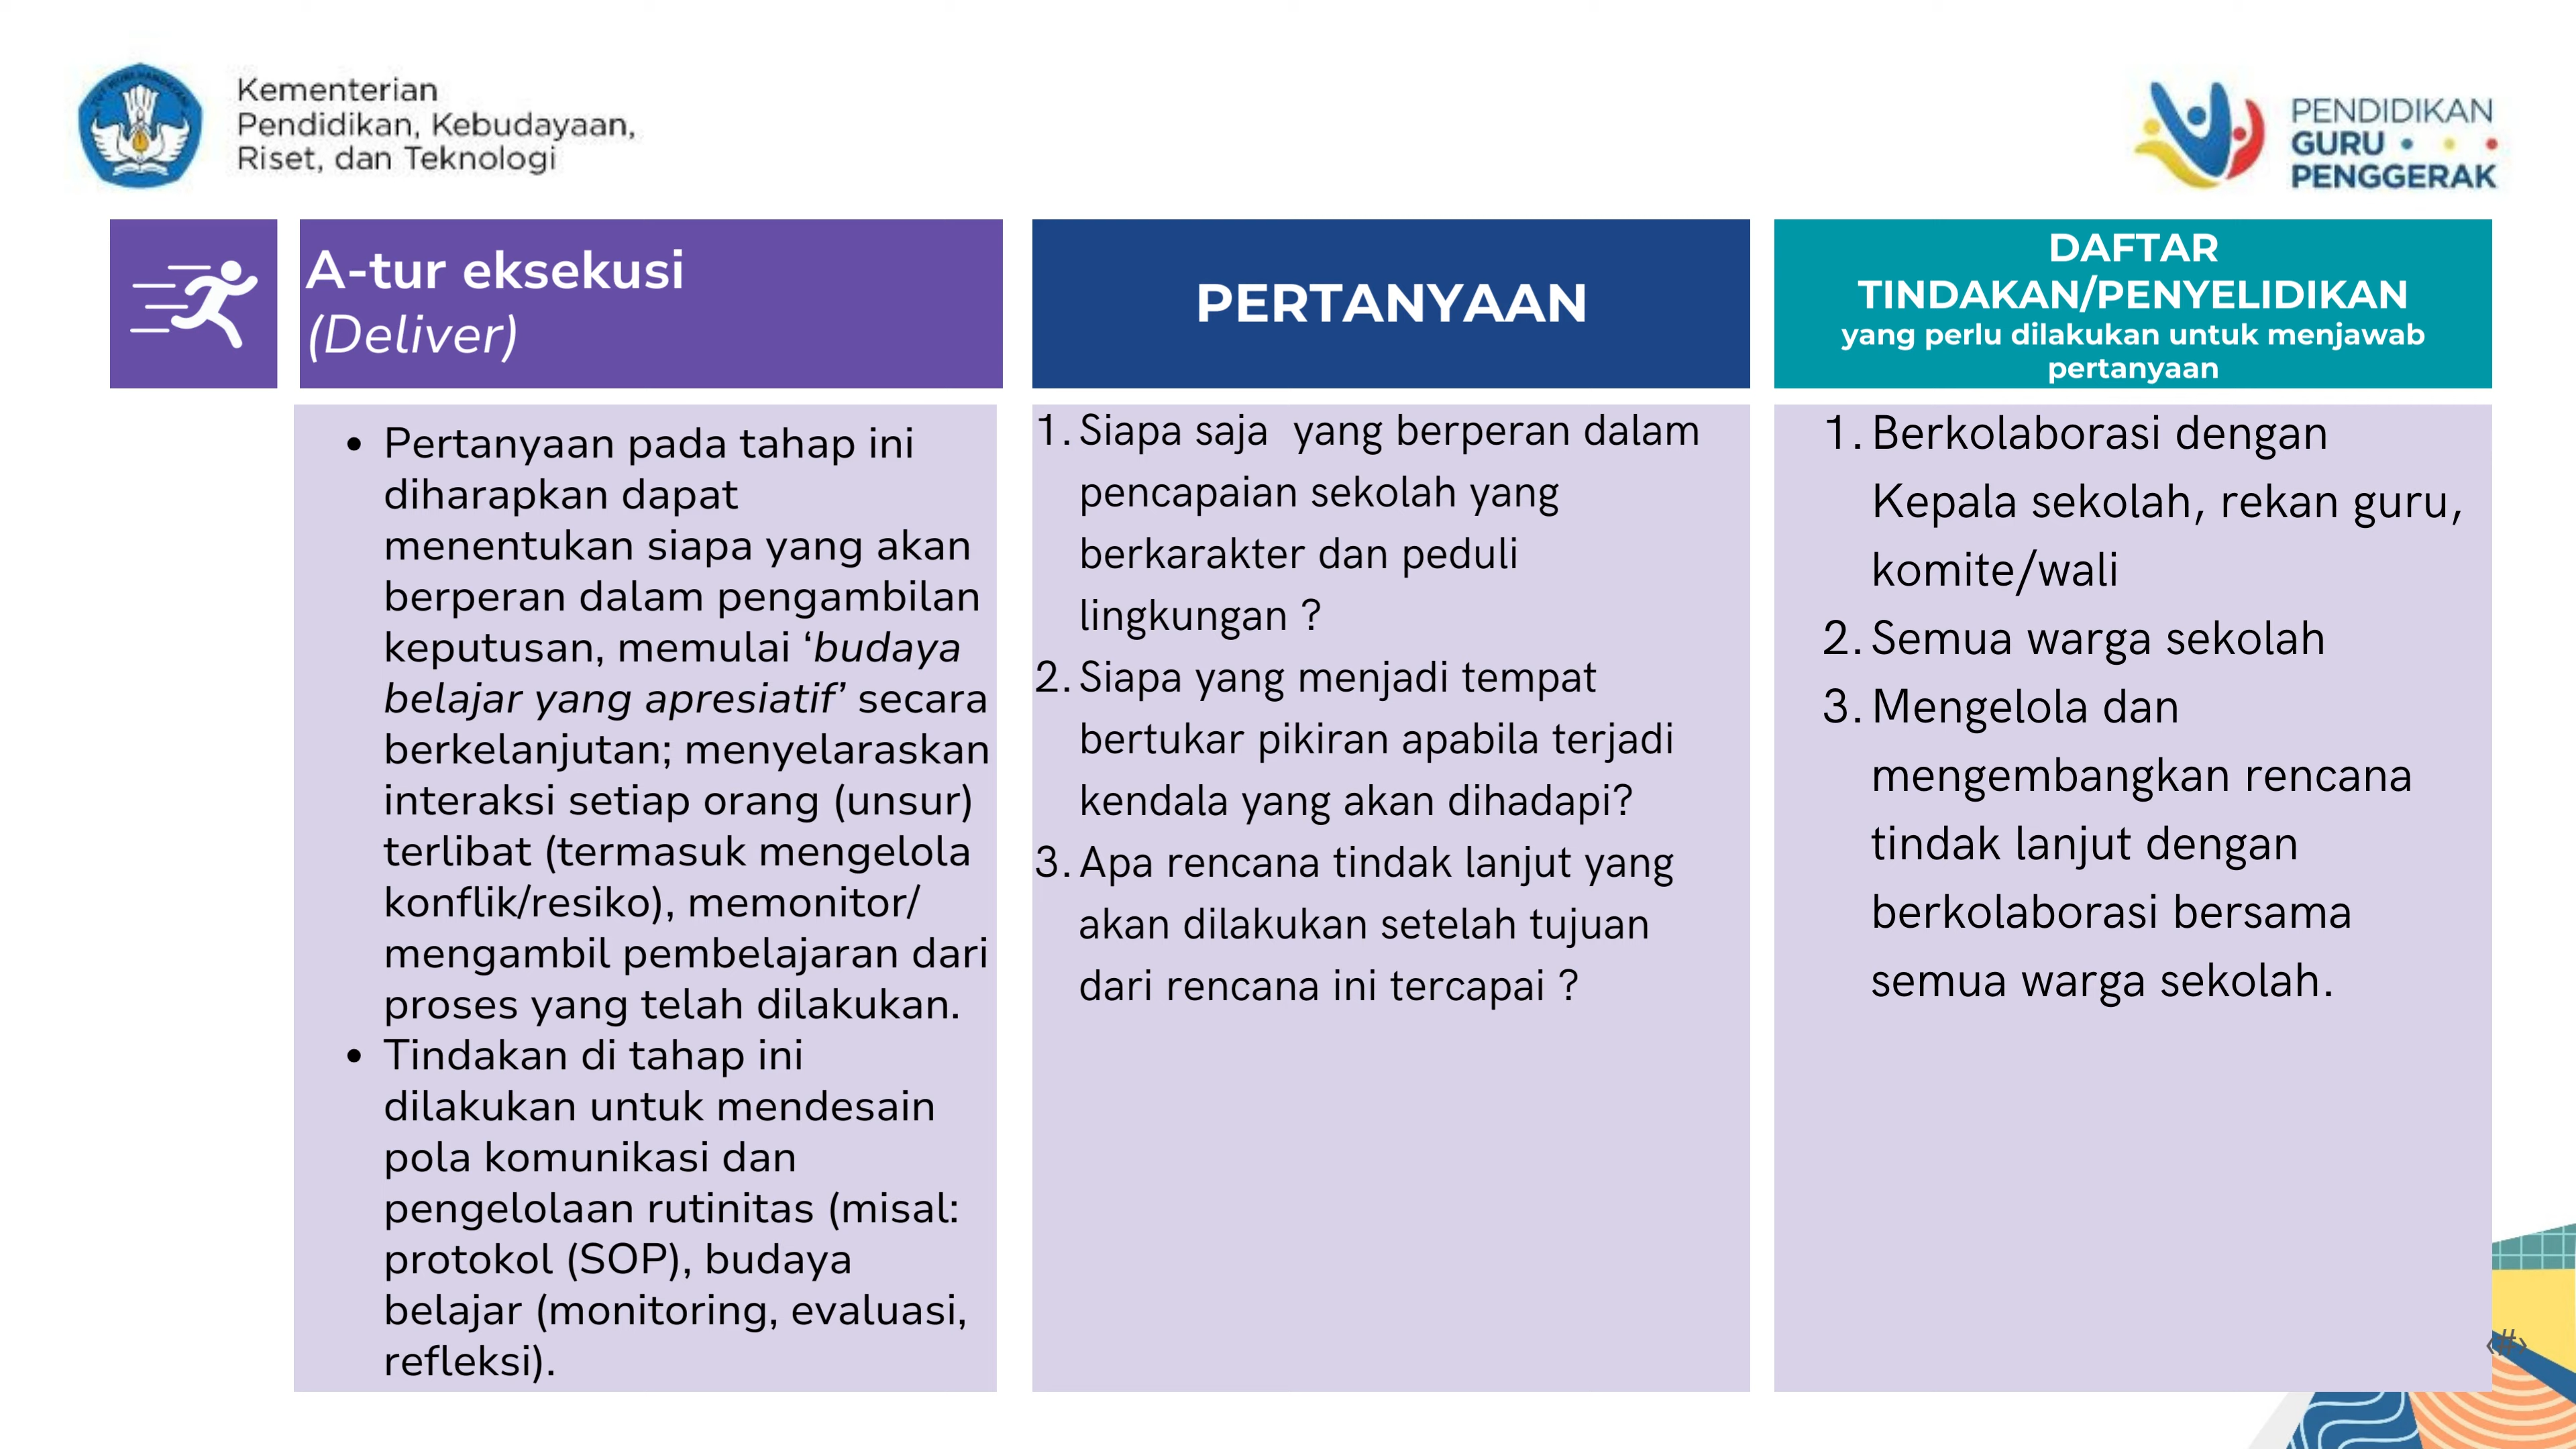 Kementerian
Pendidikan, Kebudayaan,
Riset, dan Teknologi
PENDIDIKAN
GURU
PENGGERAK
A-tur eksekusi
(Deliver)
• Pertanyaan pada tahap ini
diharapkan dapat
menentukan siapa yang akan
berperan dalam pengambilan
keputusan, memulai ‘budaya
belajar yang apresiatif’ secara
berkelanjutan; menyelaraskan
interaksi setiap orang (unsur)
terlibat (termasuk mengelola
konflik/resiko), memonitor/
mengambil pembelajaran dari
proses yang telah dilakukan.
• Tindakan di tahap ini
dilakukan untuk mendesain
pola komunikasi dan
pengelolaan rutinitas (misal:
protokol (SOP), budaya
belajar (monitoring, evaluasi,
refleksi).
PERTANYAAN
1. Siapa saja  yang berperan dalam
pencapaian sekolah yang
berkarakter dan peduli
lingkungan ?
2. Siapa yang menjadi tempat
bertukar pikiran apabila terjadi
kendala yang akan dihadapi?
3. Apa rencana tindak lanjut yang
akan dilakukan setelah tujuan
dari rencana ini tercapai ?
DAFTAR
TINDAKAN/PENYELIDIKAN
yang perlu dilakukan untuk menjawab
pertanyaan
1. Berkolaborasi dengan
Kepala sekolah, rekan guru,
komite/wali
2. Semua warga sekolah
3. Mengelola dan
mengembangkan rencana
tindak lanjut dengan
berkolaborasi bersama
semua warga sekolah.
‹#›